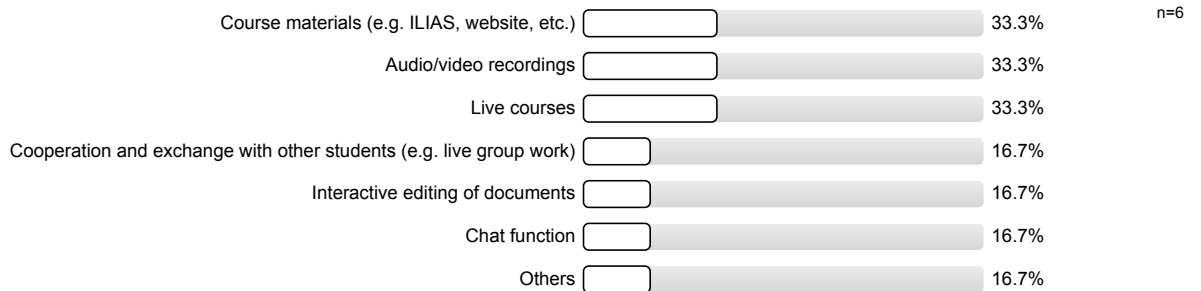 Course materials (e.g. ILIAS, website, etc.) 33.3% n=6
Audio/video recordings 33.3%
Live courses 33.3%
Cooperation and exchange with other students (e.g. live group work) 16.7%
Interactive editing of documents 16.7%
Chat function 16.7%
Others 16.7%